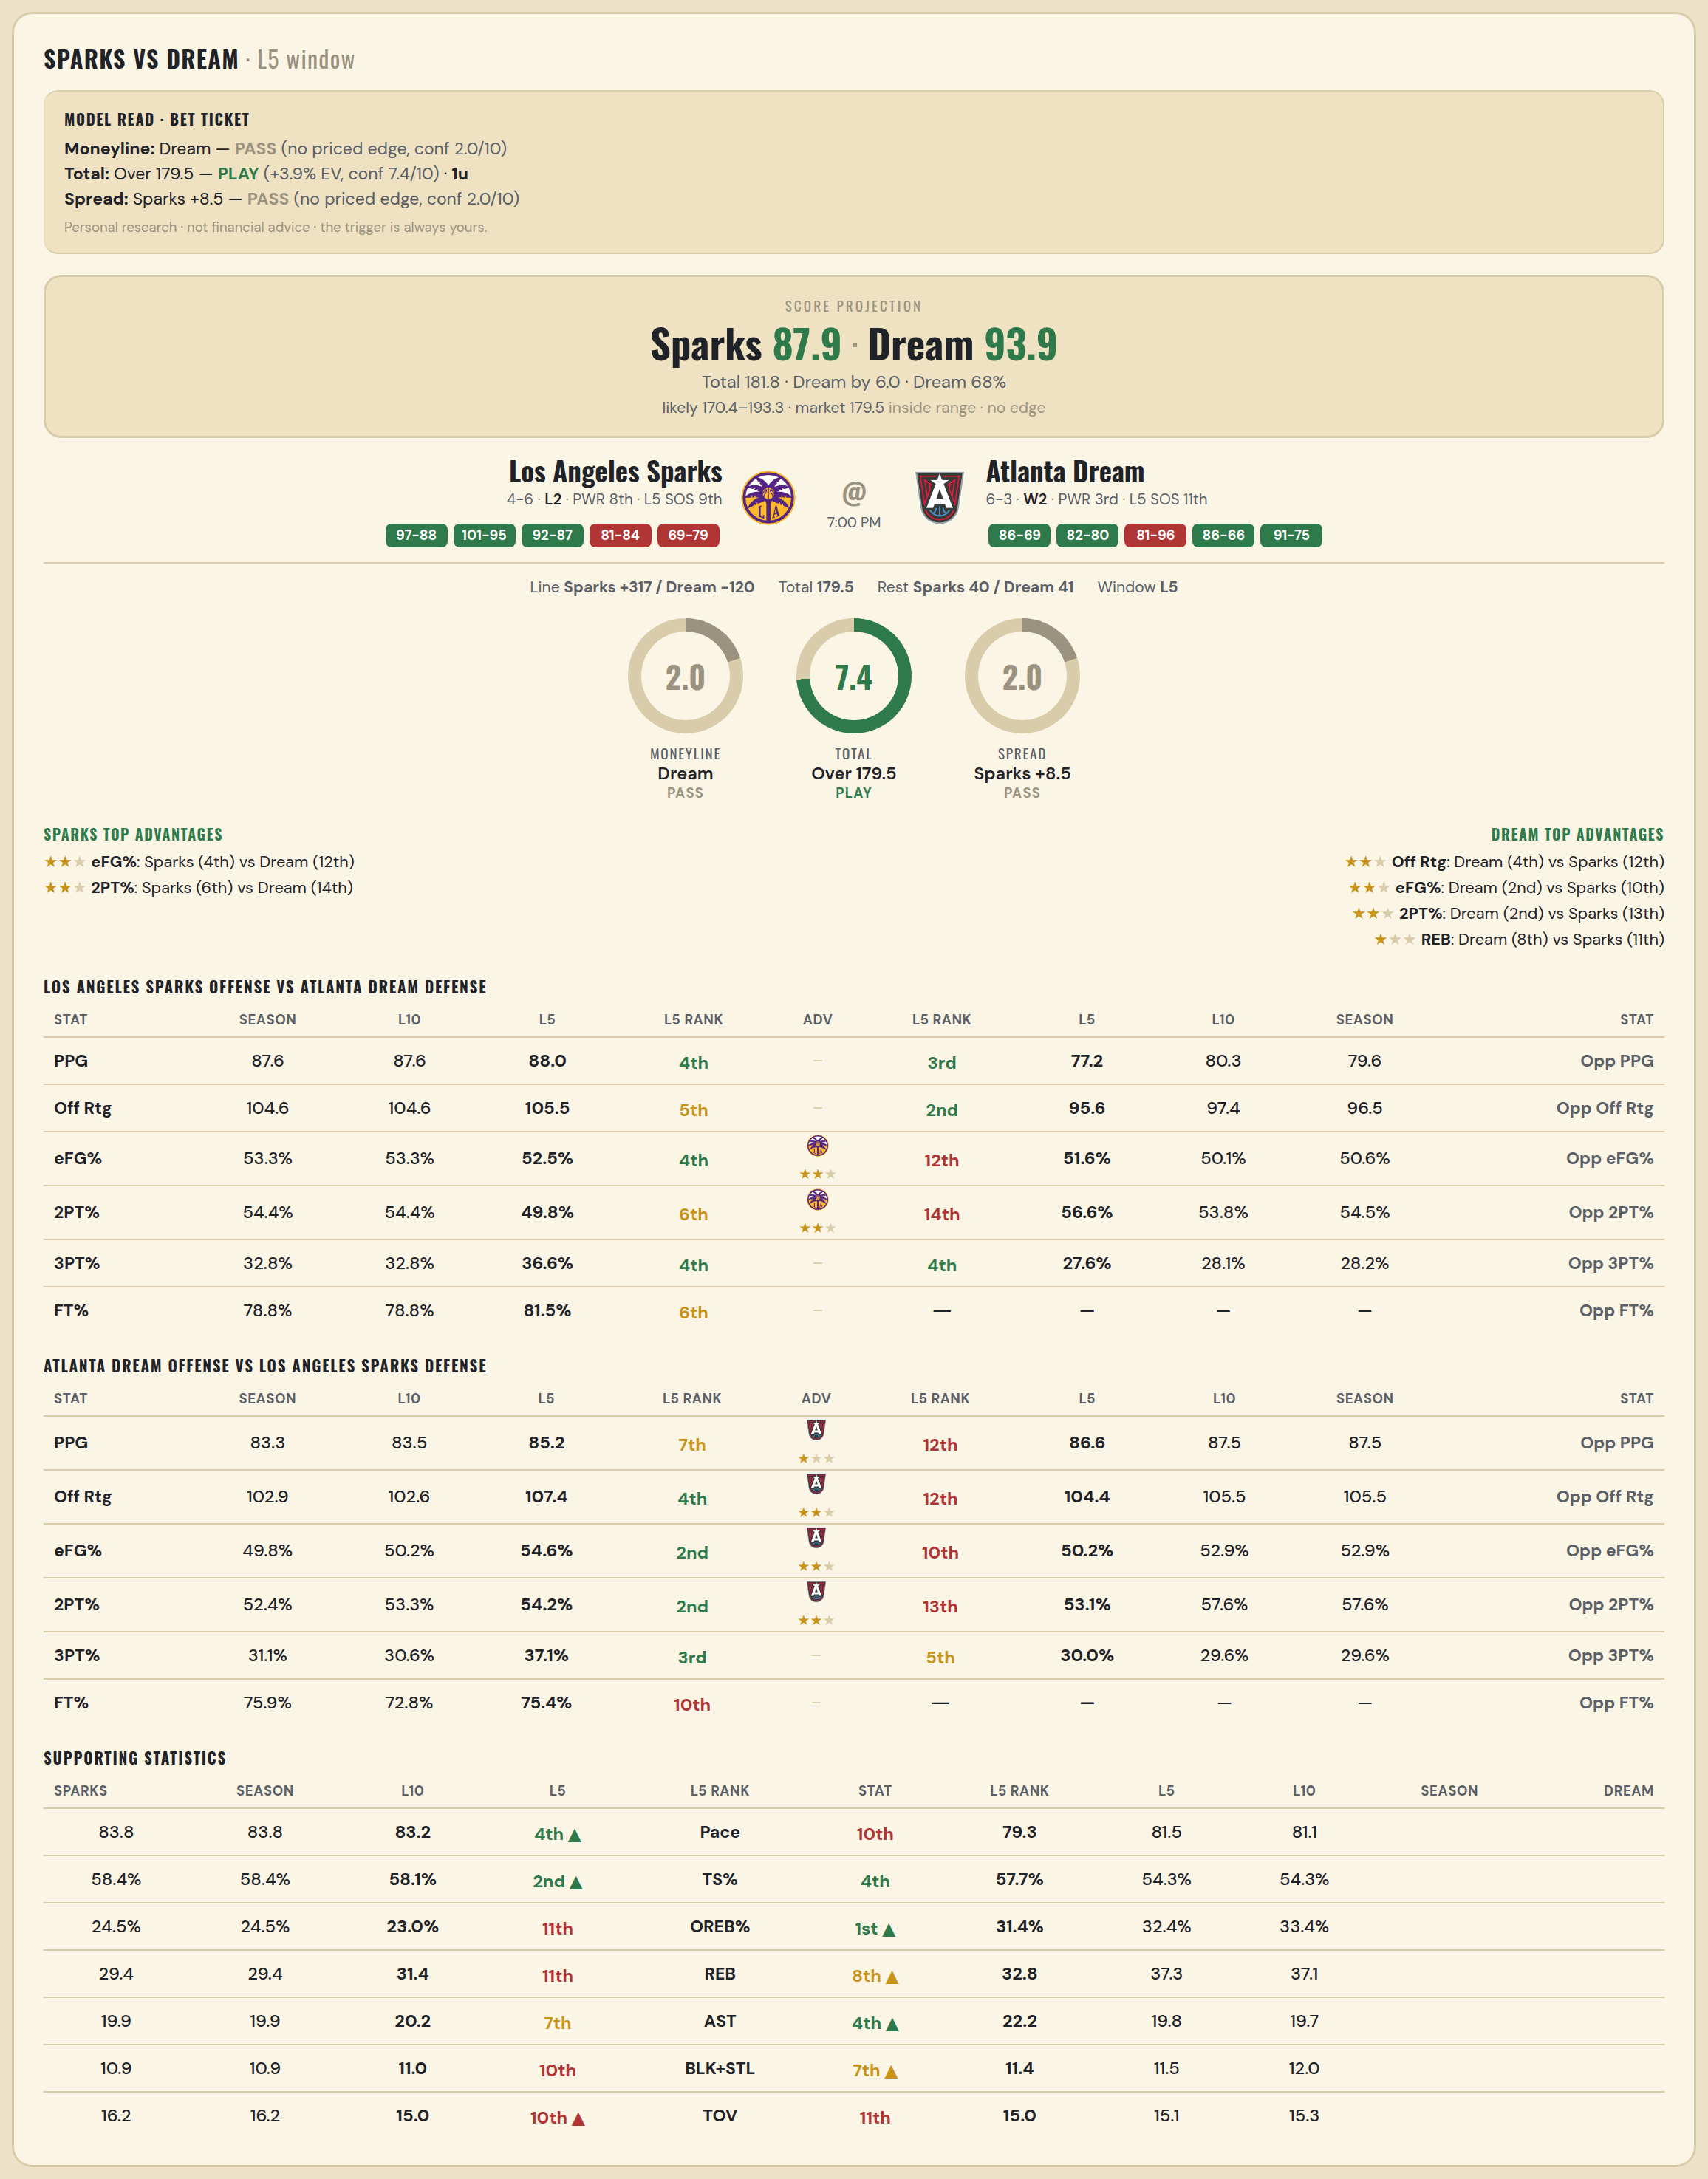 SPARKS VS DREAM · L5 window
MODEL READ · BET TICKET
Moneyline: Dream — PASS (no priced edge, conf 2.0/10)
Total: Over 179.5 — PLAY (+3.9% EV, conf 7.4/10) · 1u
Spread: Sparks +8.5 — PASS (no priced edge, conf 2.0/10)
Personal research · not financial advice · the trigger is always yours.
SCORE PROJECTION
Sparks 87.9 · Dream 93.9
Total 181.8 · Dream by 6.0 · Dream 68%
likely 170.4–193.3 · market 179.5 inside range · no edge
Los Angeles Sparks
4-6 · L2 · PWR 8th · L5 SOS 9th
97-88 101-95 92-87 81-84 69-79
LA
@
7:00 PM
A
Atlanta Dream
6-3 · W2 · PWR 3rd · L5 SOS 11th
86-69 82-80 81-96 86-66 91-75
Line Sparks +317 / Dream -120 Total 179.5 Rest Sparks 40 / Dream 41 Window L5
2.0 7.4 2.0
MONEYLINE TOTAL SPREAD
Dream Over 179.5 Sparks +8.5
PASS PLAY PASS
SPARKS TOP ADVANTAGES
★★★ eFG%: Sparks (4th) vs Dream (12th)
★★★ 2PT%: Sparks (6th) vs Dream (14th)
DREAM TOP ADVANTAGES
★★★ Off Rtg: Dream (4th) vs Sparks (12th)
★★★ eFG%: Dream (2nd) vs Sparks (10th)
★★★ 2PT%: Dream (2nd) vs Sparks (13th)
★★★ REB: Dream (8th) vs Sparks (11th)
LOS ANGELES SPARKS OFFENSE VS ATLANTA DREAM DEFENSE
STAT SEASON L10 L5 L5 RANK ADV L5 RANK L5 L10 SEASON STAT
PPG 87.6 87.6 88.0 4th – 3rd 77.2 80.3 79.6 Opp PPG
Off Rtg 104.6 104.6 105.5 5th – 2nd 95.6 97.4 96.5 Opp Off Rtg
eFG% 53.3% 53.3% 52.5% 4th ★★★ 12th 51.6% 50.1% 50.6% Opp eFG%
2PT% 54.4% 54.4% 49.8% 6th ★★★ 14th 56.6% 53.8% 54.5% Opp 2PT%
3PT% 32.8% 32.8% 36.6% 4th – 4th 27.6% 28.1% 28.2% Opp 3PT%
FT% 78.8% 78.8% 81.5% 6th – — — — — Opp FT%
ATLANTA DREAM OFFENSE VS LOS ANGELES SPARKS DEFENSE
STAT SEASON L10 L5 L5 RANK ADV L5 RANK L5 L10 SEASON STAT
PPG 83.3 83.5 85.2 7th ★★★ 12th 86.6 87.5 87.5 Opp PPG
Off Rtg 102.9 102.6 107.4 4th ★★★ 12th 104.4 105.5 105.5 Opp Off Rtg
eFG% 49.8% 50.2% 54.6% 2nd ★★★ 10th 50.2% 52.9% 52.9% Opp eFG%
2PT% 52.4% 53.3% 54.2% 2nd ★★★ 13th 53.1% 57.6% 57.6% Opp 2PT%
3PT% 31.1% 30.6% 37.1% 3rd – 5th 30.0% 29.6% 29.6% Opp 3PT%
FT% 75.9% 72.8% 75.4% 10th – — — — — Opp FT%
SUPPORTING STATISTICS
SPARKS SEASON L10 L5 L5 RANK STAT L5 RANK L5 L10 SEASON DREAM
83.8 83.8 83.2 4th ▲ Pace 10th 79.3 81.5 81.1
58.4% 58.4% 58.1% 2nd ▲ TS% 4th 57.7% 54.3% 54.3%
24.5% 24.5% 23.0% 11th OREB% 1st ▲ 31.4% 32.4% 33.4%
29.4 29.4 31.4 11th REB 8th ▲ 32.8 37.3 37.1
19.9 19.9 20.2 7th AST 4th ▲ 22.2 19.8 19.7
10.9 10.9 11.0 10th BLK+STL 7th ▲ 11.4 11.5 12.0
16.2 16.2 15.0 10th ▲ TOV 11th 15.0 15.1 15.3